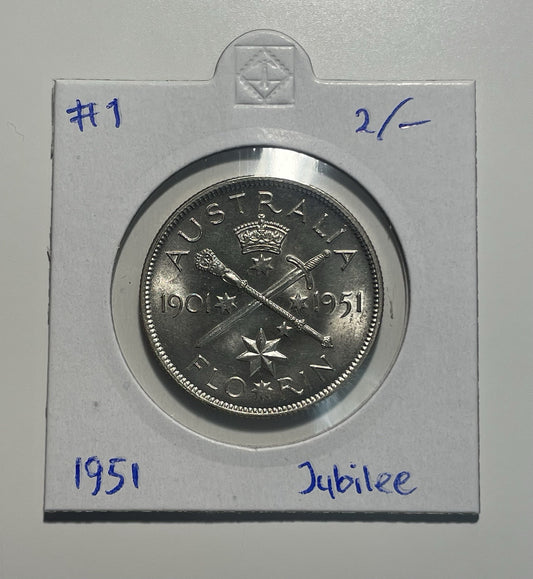 #1 2/-
AUSTRALIA
1901 1951
FLORIN
1951 Jubilee